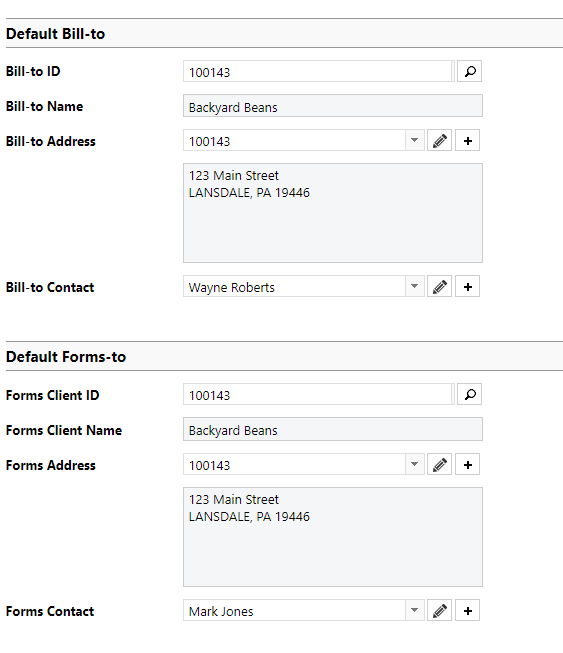 Default Bill-to
Bill-to ID 100143
Bill-to Name Backyard Beans
Bill-to Address 100143
123 Main Street
LANSDALE, PA 19446
Bill-to Contact Wayne Roberts
Default Forms-to
Forms Client ID 100143
Forms Client Name Backyard Beans
Forms Address 100143
123 Main Street
LANSDALE, PA 19446
Forms Contact Mark Jones